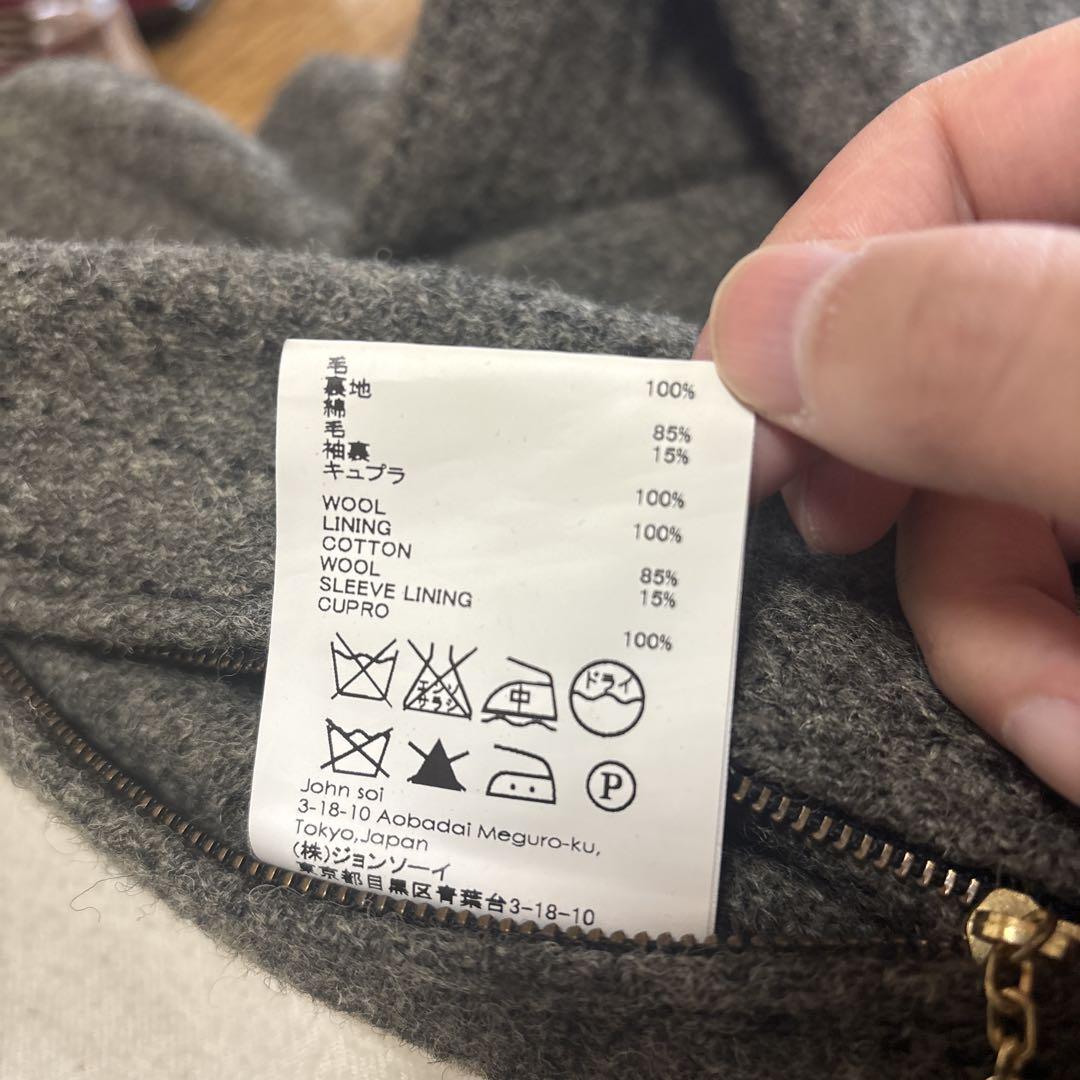 毛 100%
裏地
綿 85%
毛 15%
袖裏
キュプラ 100%
WOOL 100%
LINING
COTTON 85%
WOOL 15%
SLEEVE LINING
CUPRO 100%
エンソ
サラシ
中
ドライ
P
John soi
3-18-10 Aobadai Meguro-ku,
Tokyo,Japan
(株)ジョンソーイ
東京都目黒区青葉台3-18-10